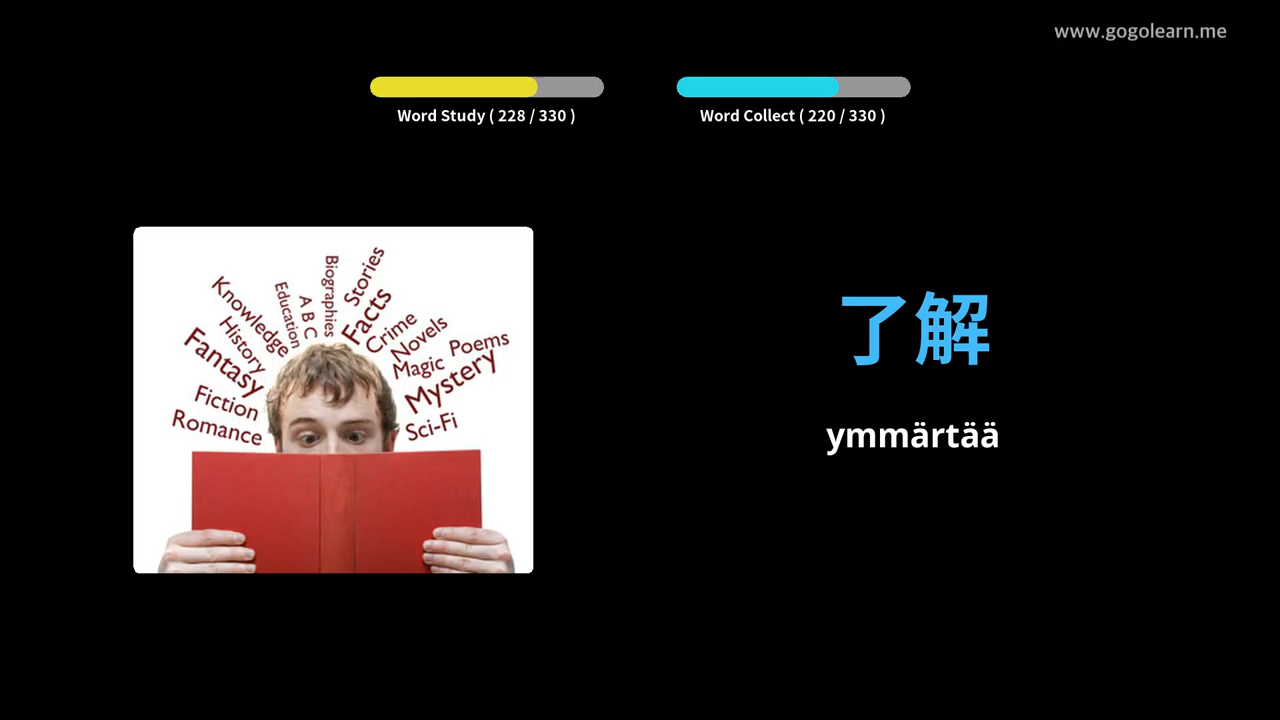 www.gogolearn.me
Word Study ( 228 / 330 )
Word Collect ( 220 / 330 )
Knowledge
History
Fantasy
Fiction
Romance
Education
A B C
Biographies
Stories
Facts
Crime
Novels
Magic
Poems
Mystery
Sci-Fi
了解
ymmärtää